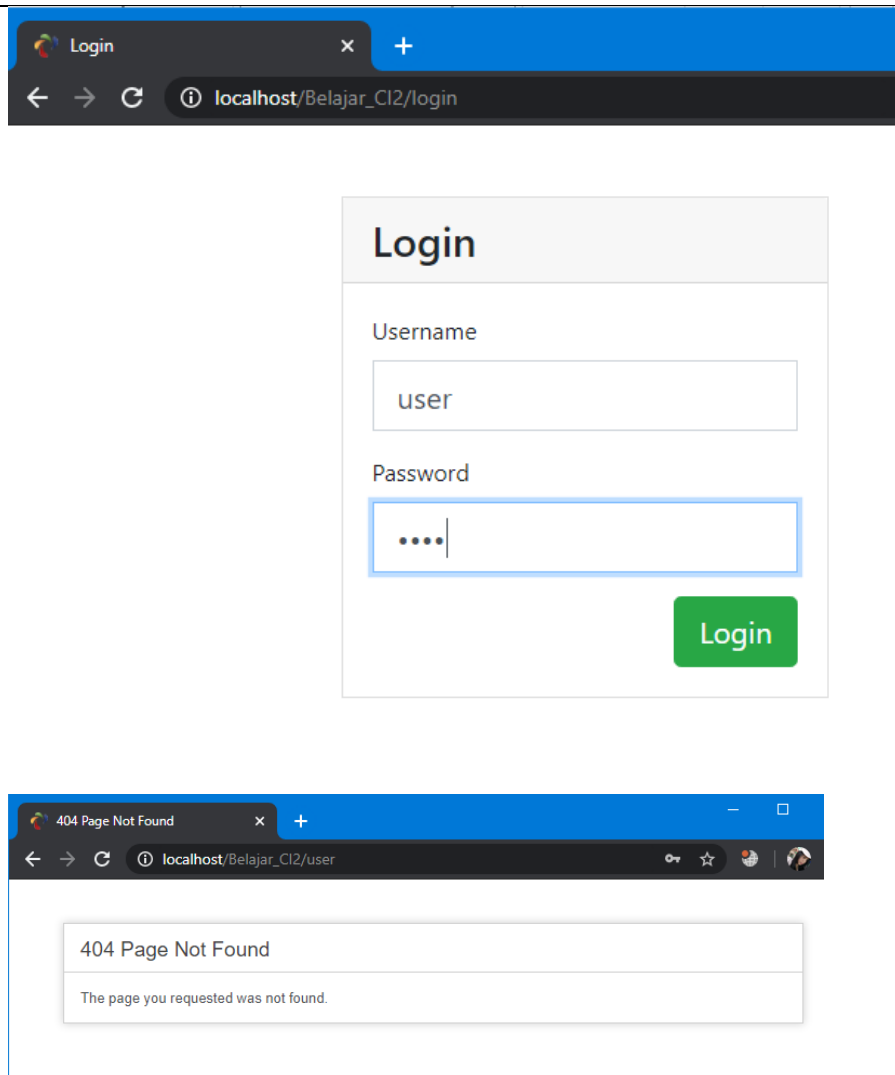 Login
localhost/Belajar_CI2/login
Login
Username
user
Password
Login
404 Page Not Found
localhost/Belajar_CI2/user
404 Page Not Found
The page you requested was not found.